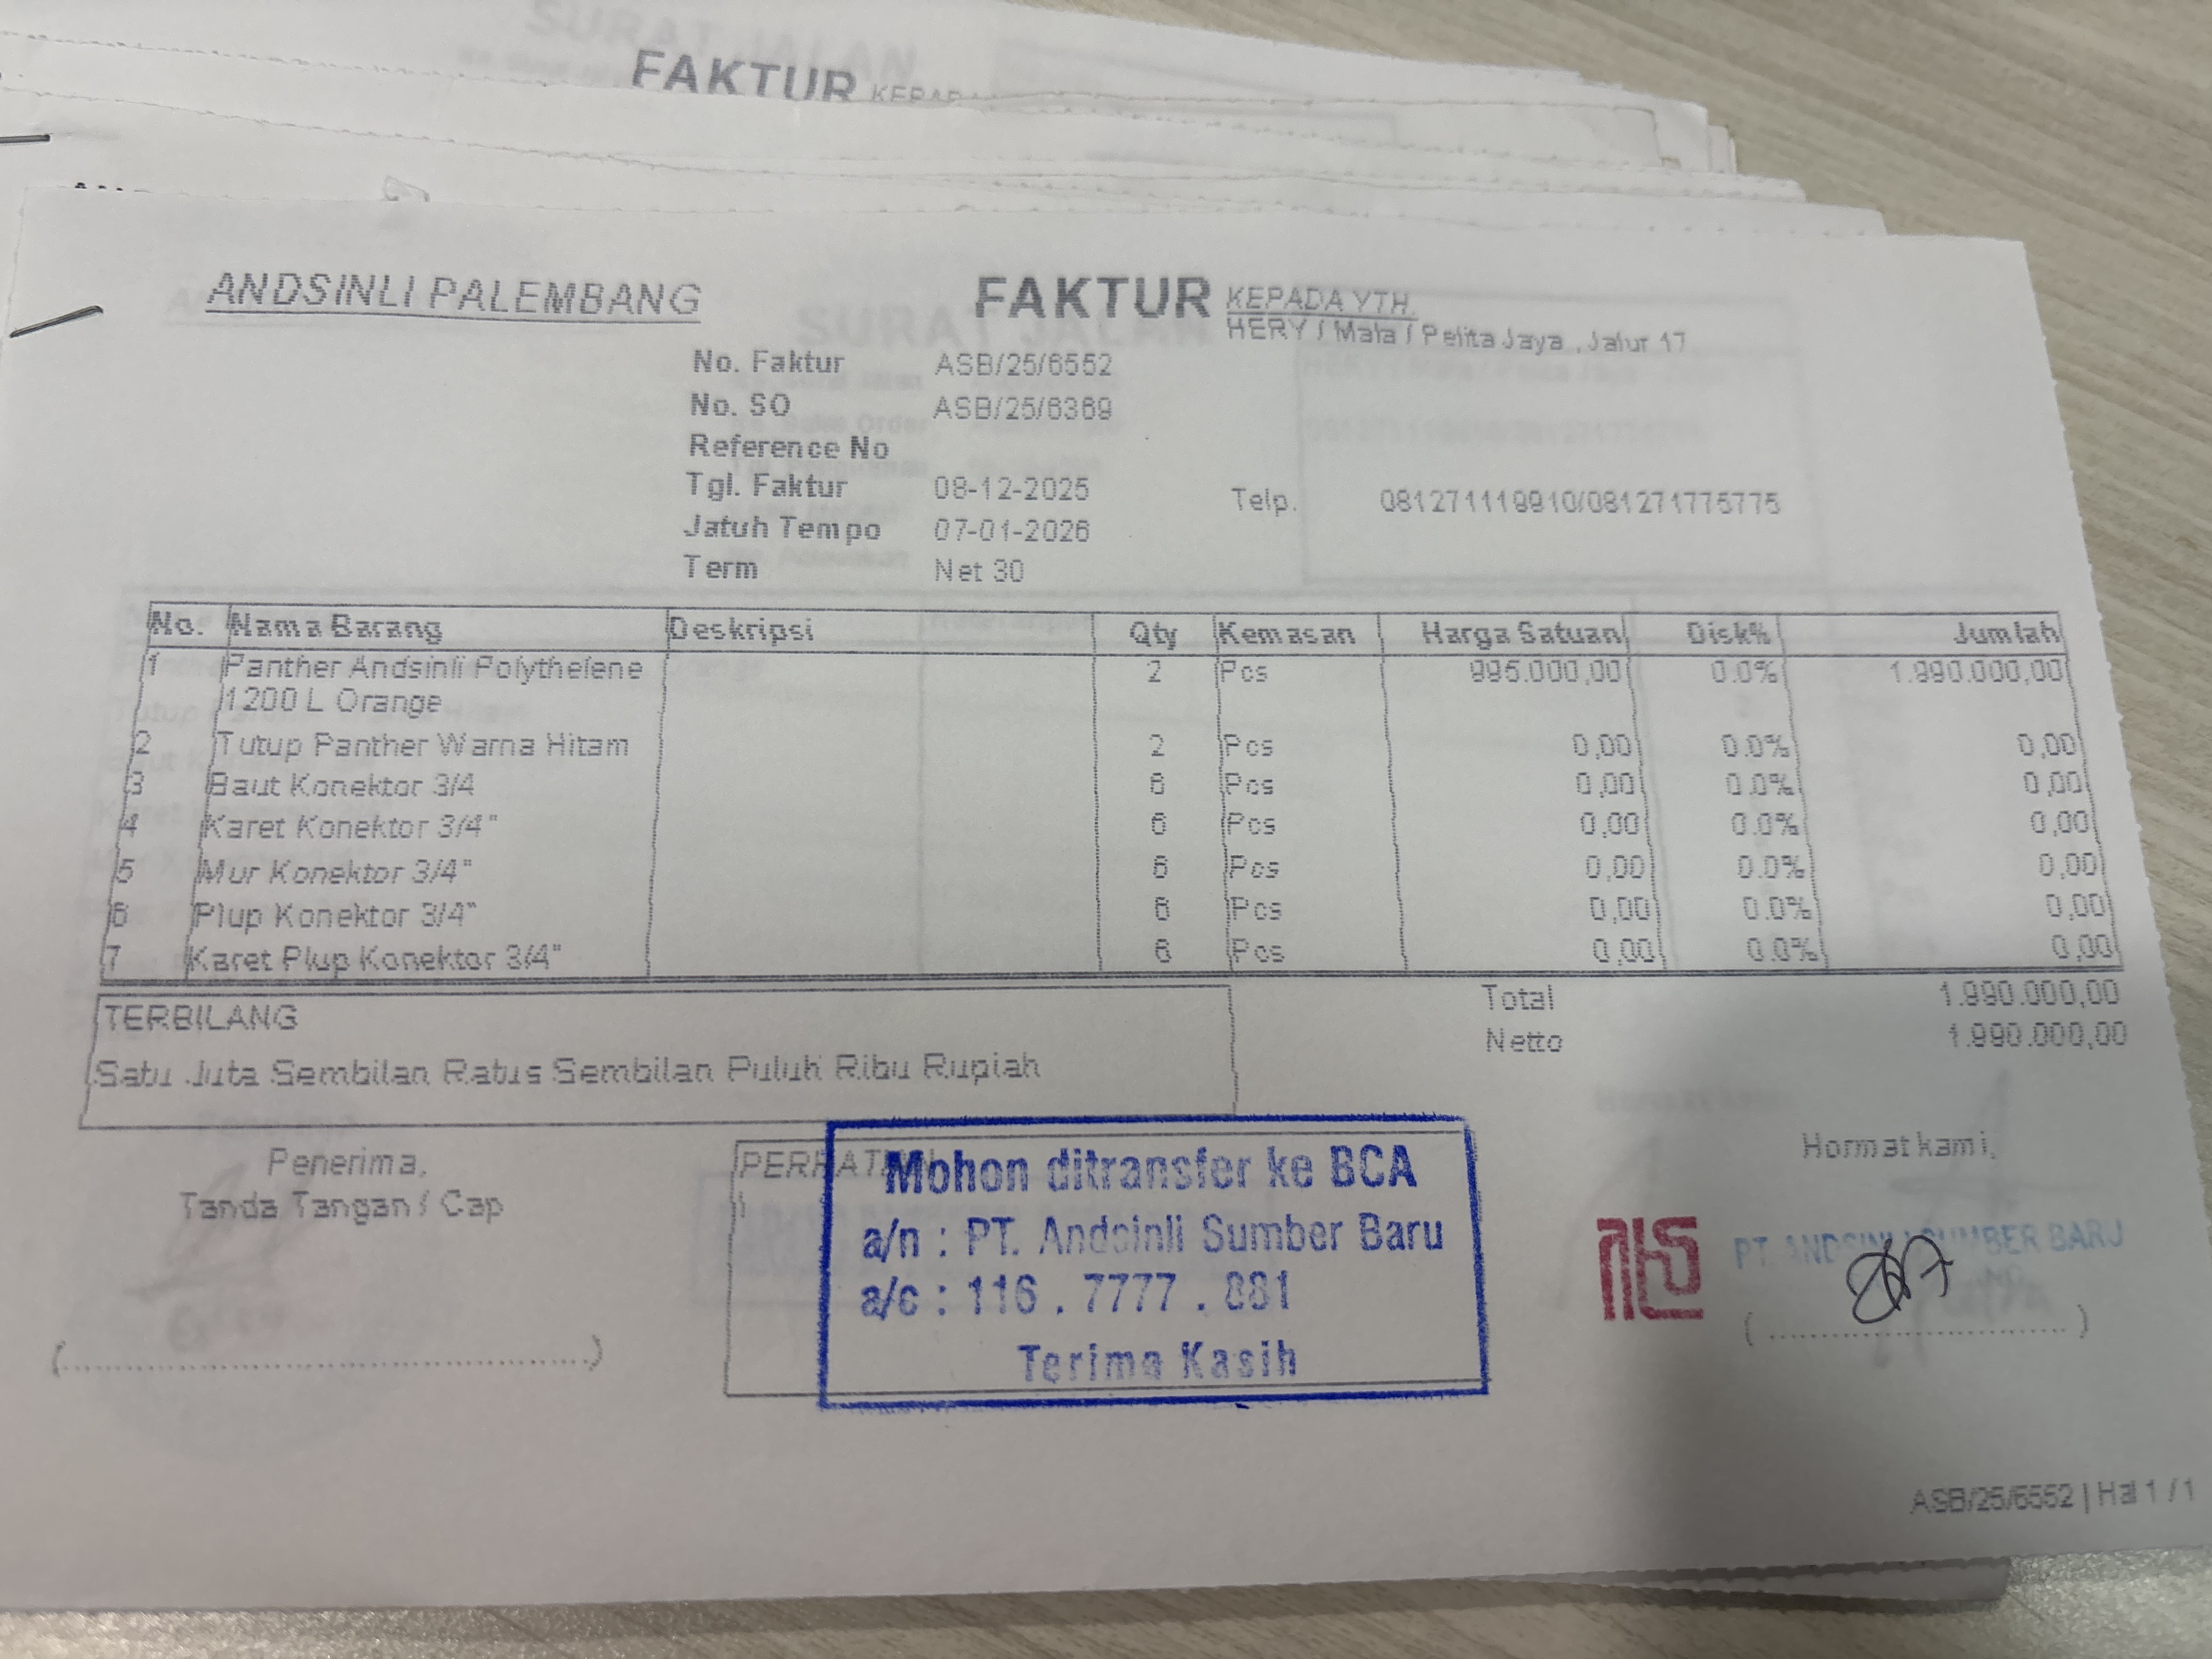 SURAT JALAN
FAKTUR KEPADA
ANDSINLI PALEMBANG
FAKTUR
KEPADA YTH.
HERY / Mala / Pelita Jaya , Jalur 17
No. Faktur ASB/25/6552
No. SO ASB/25/6369
Reference No
Tgl. Faktur 08-12-2025
Telp. 081271119910/081271775775
Jatuh Tempo 07-01-2026
Term Net 30
No. Nama Barang Deskripsi Qty Kemasan Harga Satuan Disk% Jumlah
1 Panther Andsinli Polythelene 2 Pcs 995.000,00 0.0% 1.990.000,00
1200 L Orange
2 Tutup Panther Warna Hitam 2 Pcs 0,00 0.0% 0,00
3 Baut Konektor 3/4 6 Pcs 0,00 0.0% 0,00
4 Karet Konektor 3/4" 6 Pcs 0,00 0.0% 0,00
5 Mur Konektor 3/4" 6 Pcs 0,00 0.0% 0,00
6 Plup Konektor 3/4" 6 Pcs 0,00 0.0% 0,00
7 Karet Plup Konektor 3/4" 6 Pcs 0,00 0.0% 0,00
Total 1.990.000,00
Netto 1.990.000,00
TERBILANG
Satu Juta Sembilan Ratus Sembilan Puluh Ribu Rupiah
Penerima,
Tanda Tangan / Cap
(................................................)
PERHATIAN
Mohon ditransfer ke BCA
a/n : PT. Andsinli Sumber Baru
a/c : 116 . 7777 . 881
Terima Kasih
Hormat kami,
PT. ANDSINLI SUMBER BARU
(................................)
ASB/25/6552 | Hal 1 / 1